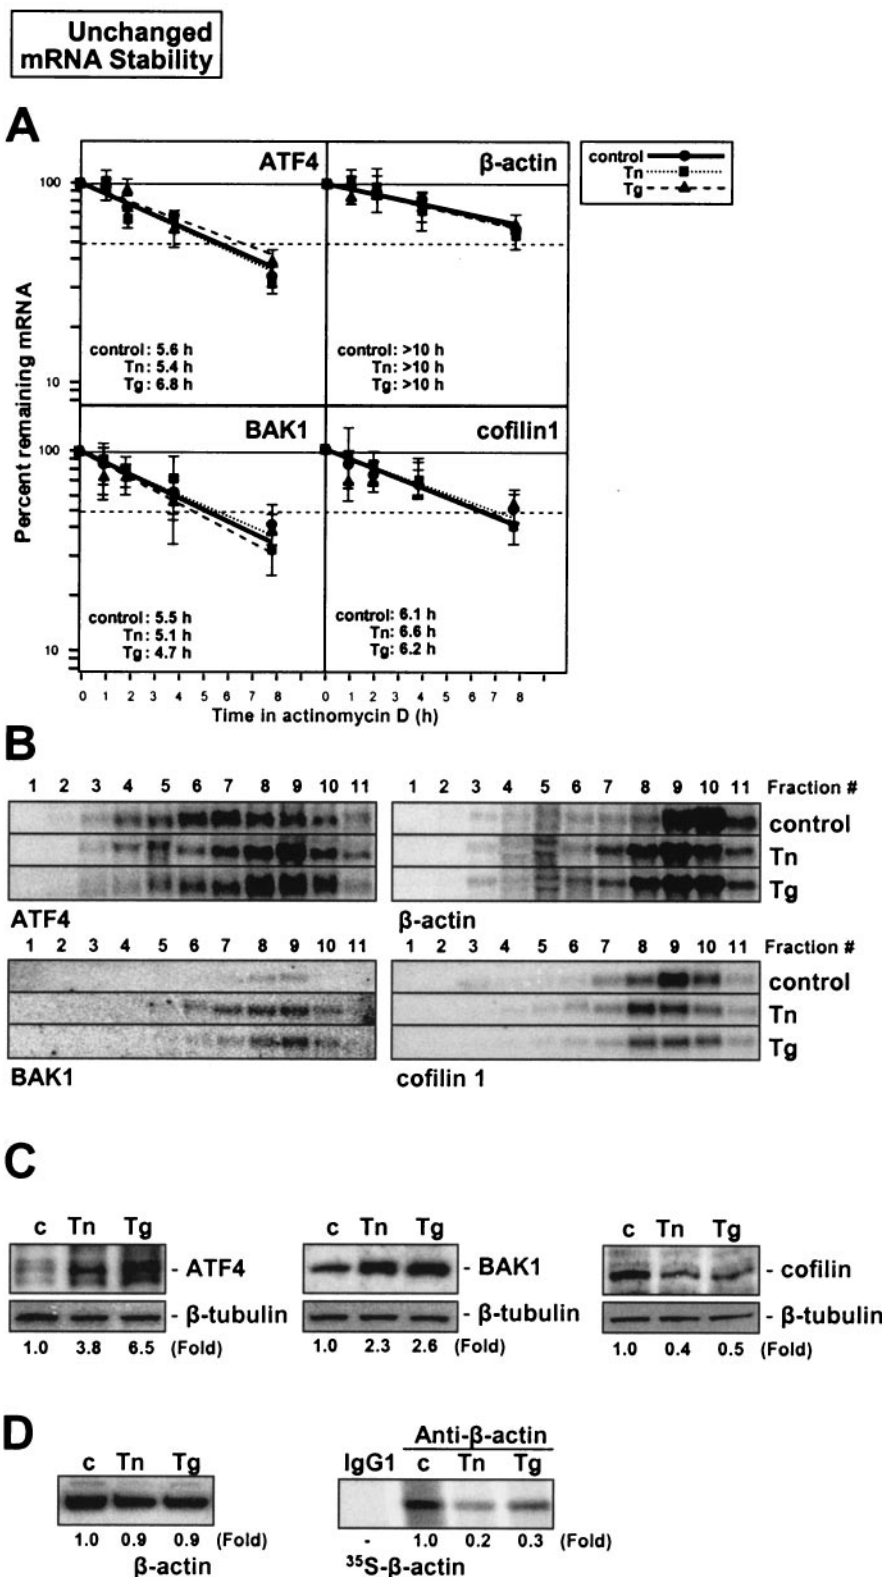 Unchanged
mRNA Stability
A
ATF4
β-actin
control
Tn
Tg
Percent remaining mRNA
100
10
control: 5.6 h
Tn: 5.4 h
Tg: 6.8 h
control: >10 h
Tn: >10 h
Tg: >10 h
BAK1
cofilin1
100
10
control: 5.5 h
Tn: 5.1 h
Tg: 4.7 h
control: 6.1 h
Tn: 6.6 h
Tg: 6.2 h
0 1 2 3 4 5 6 7 8 0 1 2 3 4 5 6 7 8
Time in actinomycin D (h)
B
1 2 3 4 5 6 7 8 9 10 11 1 2 3 4 5 6 7 8 9 10 11 Fraction #
control
Tn
Tg
ATF4 β-actin
1 2 3 4 5 6 7 8 9 10 11 1 2 3 4 5 6 7 8 9 10 11 Fraction #
control
Tn
Tg
BAK1 cofilin 1
C
c Tn Tg
- ATF4
- β-tubulin
1.0 3.8 6.5 (Fold)
c Tn Tg
- BAK1
- β-tubulin
1.0 2.3 2.6 (Fold)
c Tn Tg
- cofilin
- β-tubulin
1.0 0.4 0.5 (Fold)
D
c Tn Tg
1.0 0.9 0.9 (Fold)
β-actin
Anti-β-actin
IgG1 c Tn Tg
- 1.0 0.2 0.3 (Fold)
³⁵S-β-actin